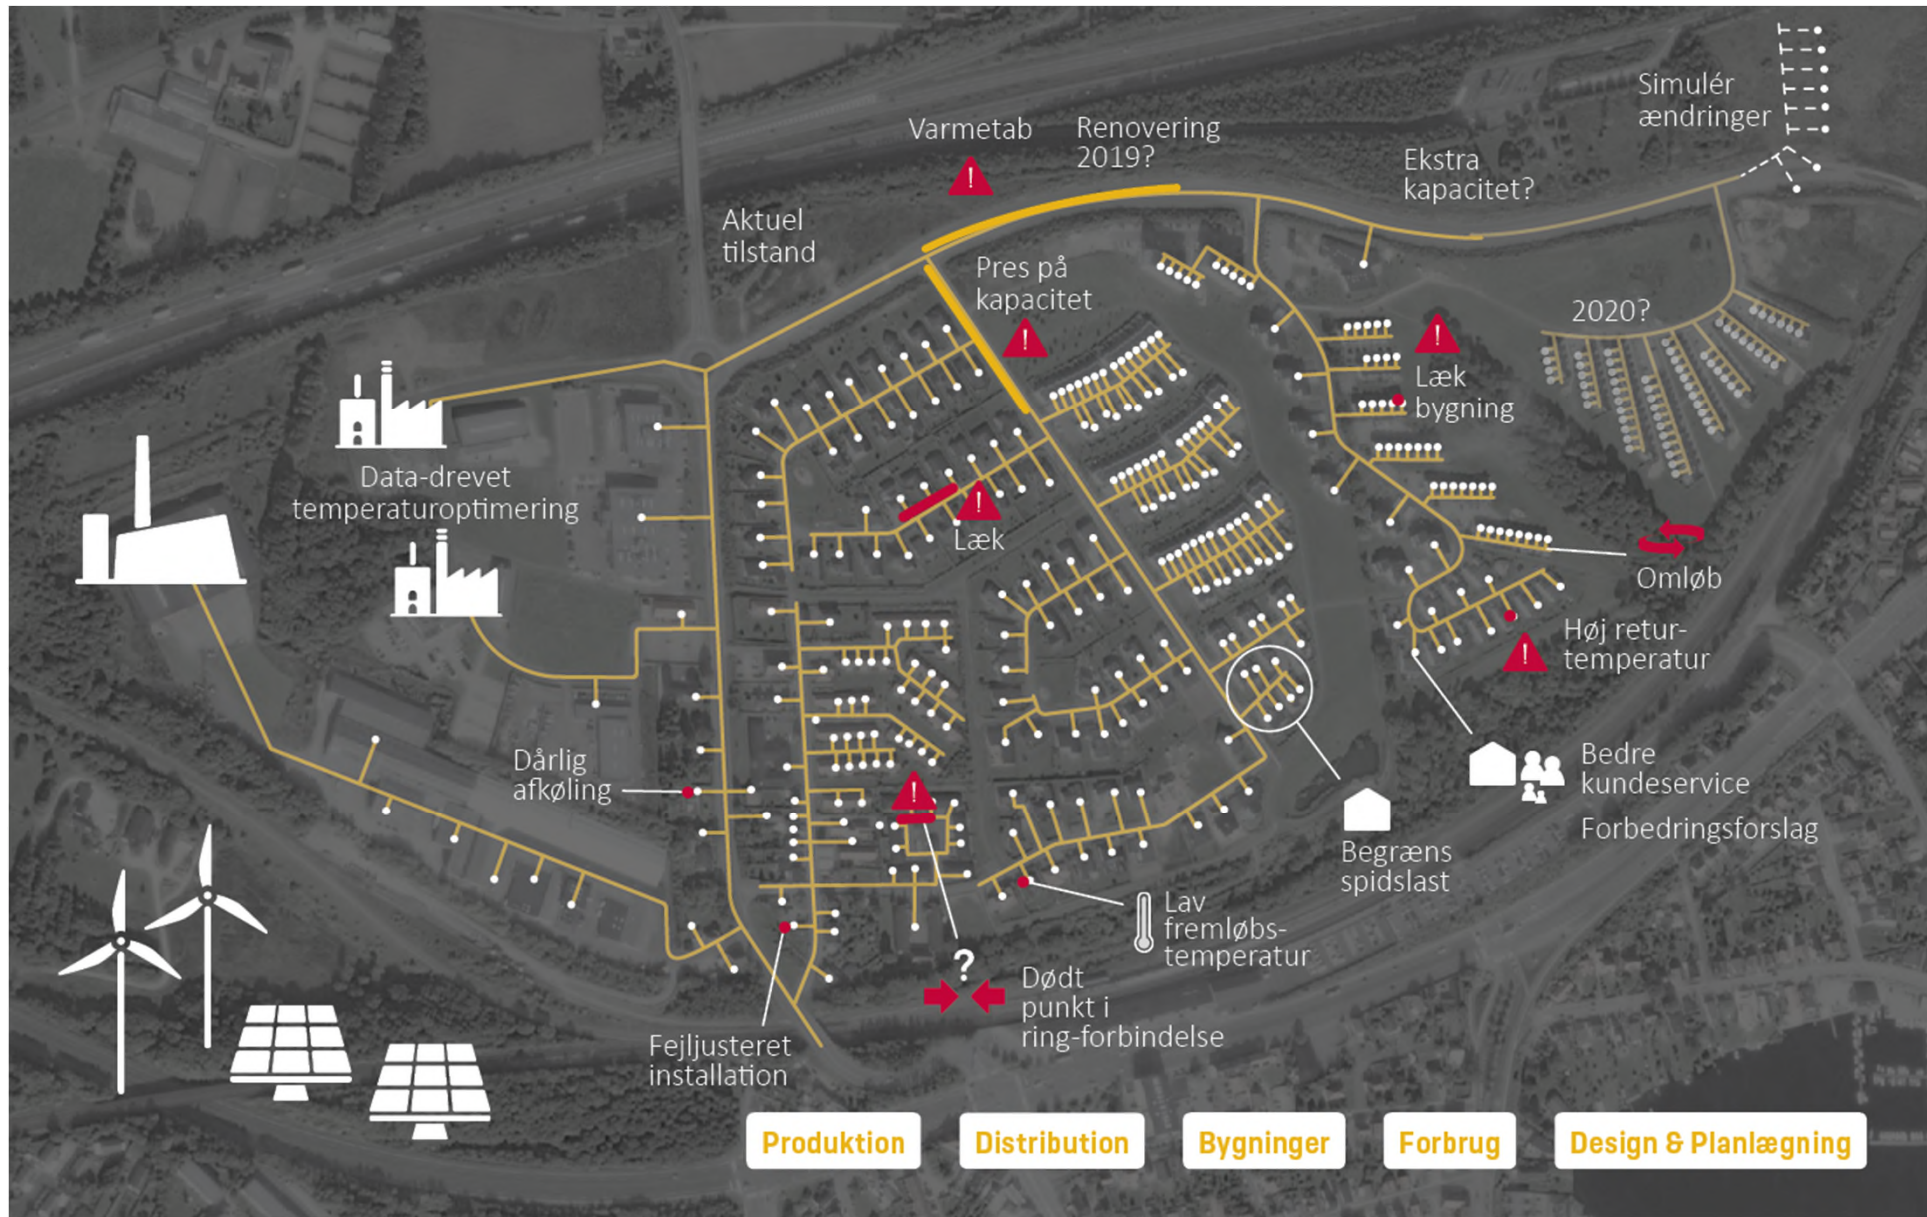 Simulér
ændringer
Varmetab
Renovering
2019?
Ekstra
kapacitet?
Aktuel
tilstand
Pres på
kapacitet
2020?
Læk
bygning
Data-drevet
temperaturoptimering
Læk
Omløb
Høj retur-
temperatur
Dårlig
afkøling
Bedre
kundeservice
Forbedringsforslag
Begræns
spidslast
Lav
fremløbs-
temperatur
?
Dødt
punkt i
ring-forbindelse
Fejljusteret
installation
Produktion
Distribution
Bygninger
Forbrug
Design & Planlægning